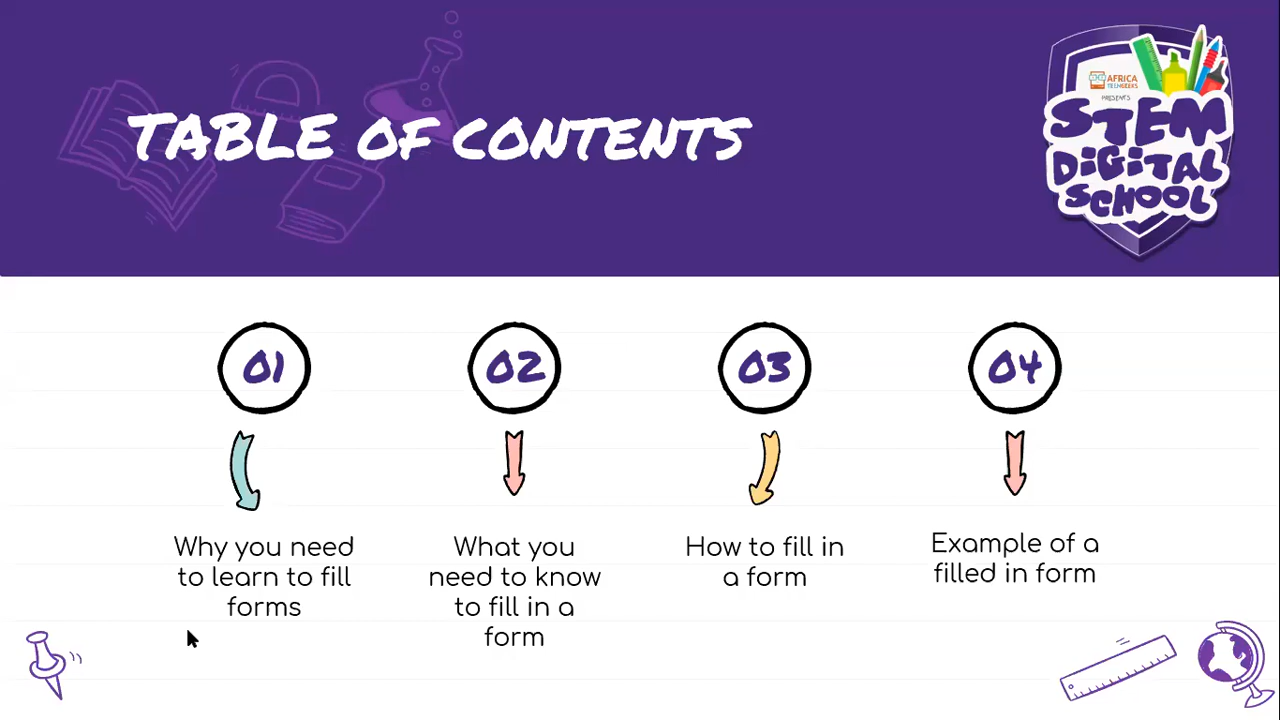 TABLE OF CONTENTS
AFRICA
TEENGEEKS
PRESENTS
STEM
DIGITAL
SCHOOL
01
02
03
04
Why you need
to learn to fill
forms
What you
need to know
to fill in a
form
How to fill in
a form
Example of a
filled in form